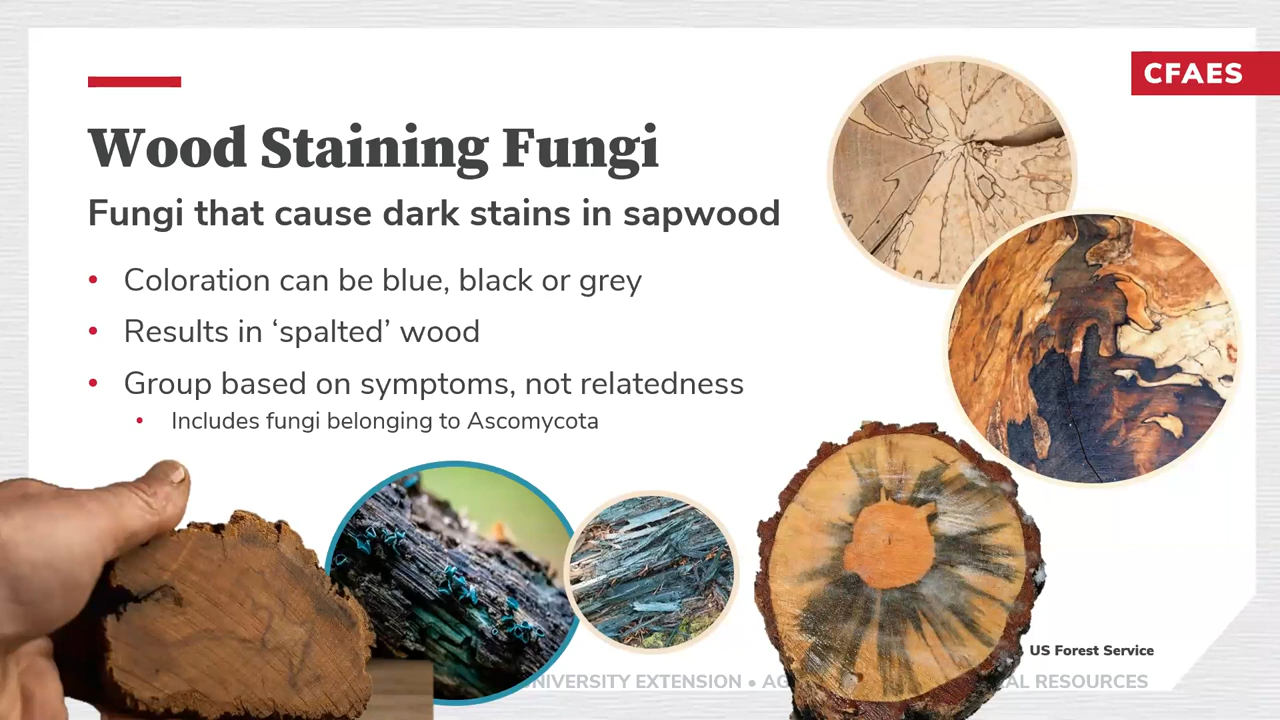 CFAES
Wood Staining Fungi
Fungi that cause dark stains in sapwood
• Coloration can be blue, black or grey
• Results in ‘spalted’ wood
• Group based on symptoms, not relatedness
• Includes fungi belonging to Ascomycota
US Forest Service
UNIVERSITY EXTENSION • RESOURCES